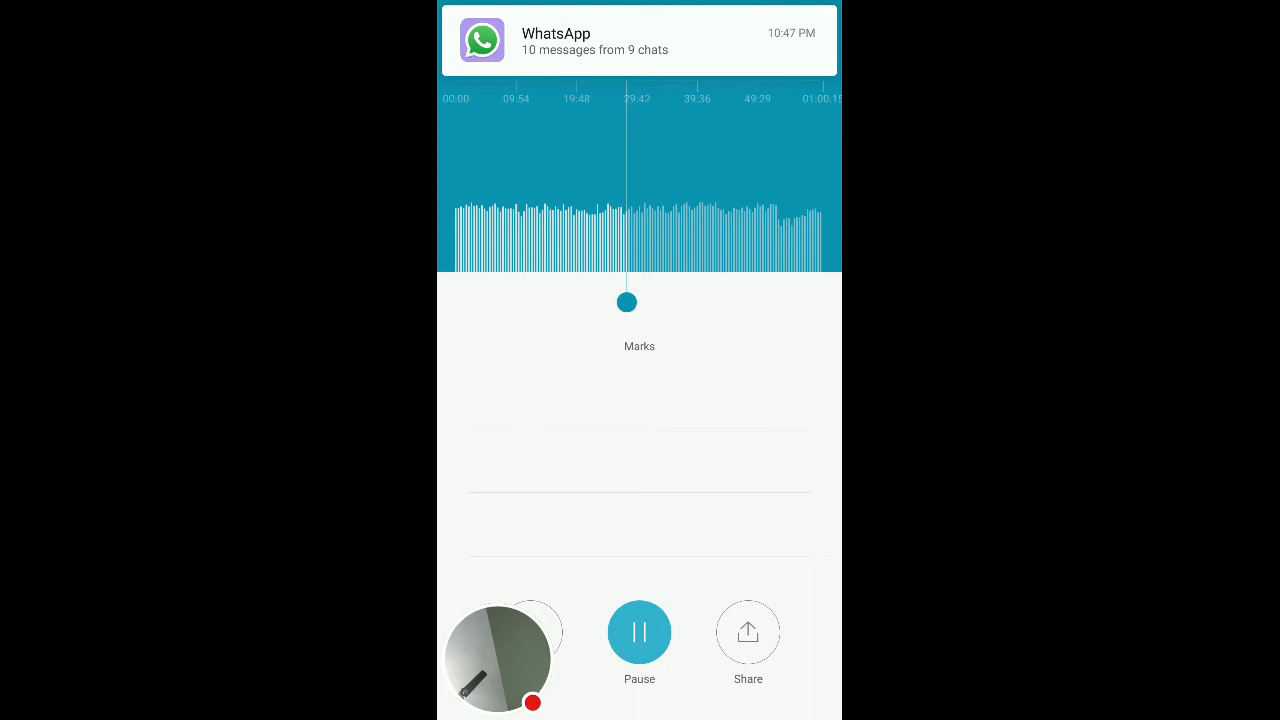 WhatsApp 10:47 PM
10 messages from 9 chats
00:00 09:54 19:48 29:42 39:36 49:29 01:00:15
Marks
Pause Share